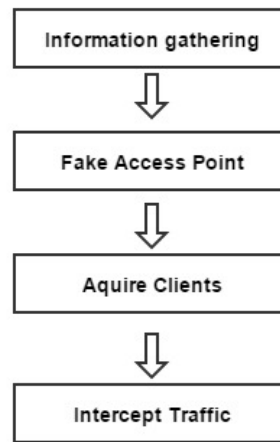 Information gathering
Fake Access Point
Aquire Clients
Intercept Traffic